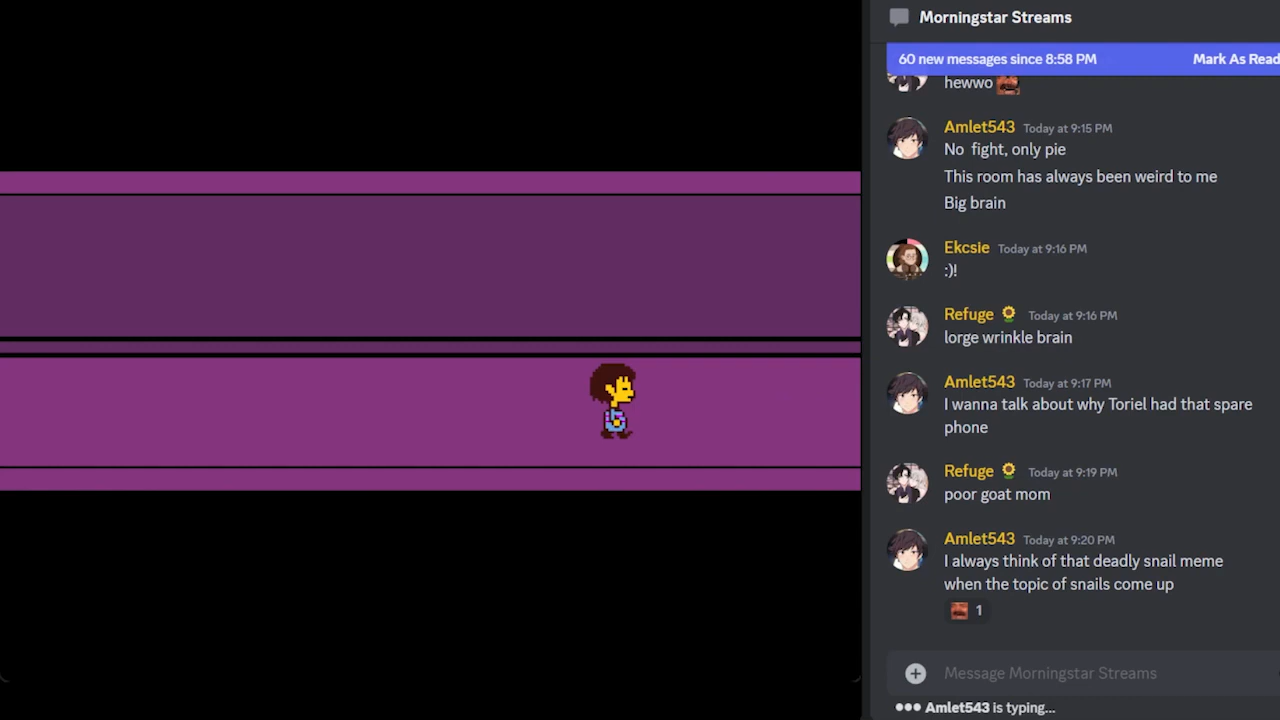 Morningstar Streams
60 new messages since 8:58 PM Mark As Read
hewwo
Amlet543 Today at 9:15 PM
No fight, only pie
This room has always been weird to me
Big brain
Ekcsie Today at 9:16 PM
:)!
Refuge Today at 9:16 PM
lorge wrinkle brain
Amlet543 Today at 9:17 PM
I wanna talk about why Toriel had that spare
phone
Refuge Today at 9:19 PM
poor goat mom
Amlet543 Today at 9:20 PM
I always think of that deadly snail meme
when the topic of snails come up
1
Message Morningstar Streams
Amlet543 is typing...